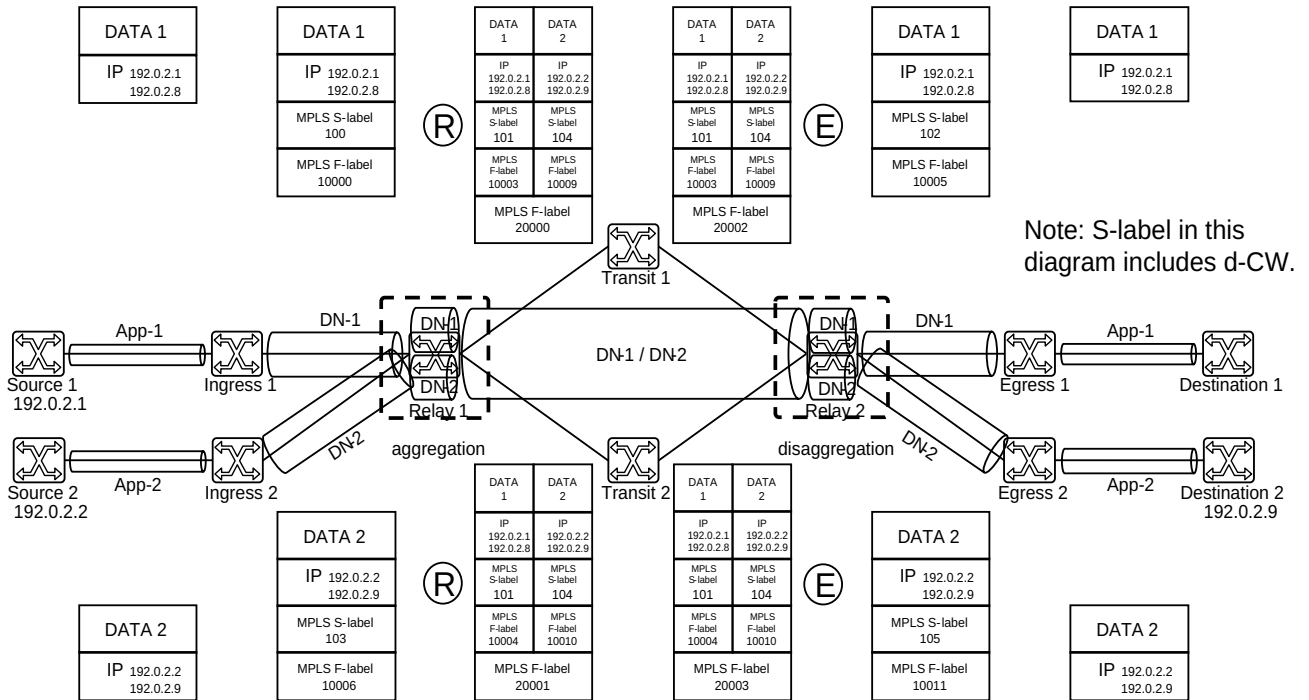 DATA 1
IP 192.0.2.1
192.0.2.8
DATA 1
IP 192.0.2.1
192.0.2.8
MPLS S-label
100
MPLS F-label
10000
R
DATA
1
DATA
2
IP
192.0.2.1
192.0.2.8
IP
192.0.2.2
192.0.2.9
MPLS
S-label
101
MPLS
S-label
104
MPLS
F-label
10003
MPLS
F-label
10009
MPLS F-label
20000
DATA
1
DATA
2
IP
192.0.2.1
192.0.2.8
IP
192.0.2.2
192.0.2.9
MPLS
S-label
101
MPLS
S-label
104
MPLS
F-label
10003
MPLS
F-label
10009
MPLS F-label
20002
E
DATA 1
IP 192.0.2.1
192.0.2.8
MPLS S-label
102
MPLS F-label
10005
DATA 1
IP 192.0.2.1
192.0.2.8
Note: S-label in this
diagram includes d-CW.
Transit 1
App-1
DN-1
DN-1
DN-1 / DN-2
DN-1
DN-1
App-1
Source 1
192.0.2.1
Ingress 1
DN-2
Relay 1
DN-2
Relay 2
Egress 1
Destination 1
DN-2
aggregation
disaggregation
DN-2
App-2
App-2
Source 2
192.0.2.2
Ingress 2
Transit 2
Egress 2
Destination 2
192.0.2.9
DATA 2
IP 192.0.2.2
192.0.2.9
DATA 2
IP 192.0.2.2
192.0.2.9
MPLS S-label
103
MPLS F-label
10006
R
DATA
1
DATA
2
IP
192.0.2.1
192.0.2.8
IP
192.0.2.2
192.0.2.9
MPLS
S-label
101
MPLS
S-label
104
MPLS
F-label
10004
MPLS
F-label
10010
MPLS F-label
20001
DATA
1
DATA
2
IP
192.0.2.1
192.0.2.8
IP
192.0.2.2
192.0.2.9
MPLS
S-label
101
MPLS
S-label
104
MPLS
F-label
10004
MPLS
F-label
10010
MPLS F-label
20003
E
DATA 2
IP 192.0.2.2
192.0.2.9
MPLS S-label
105
MPLS F-label
10011
DATA 2
IP 192.0.2.2
192.0.2.9